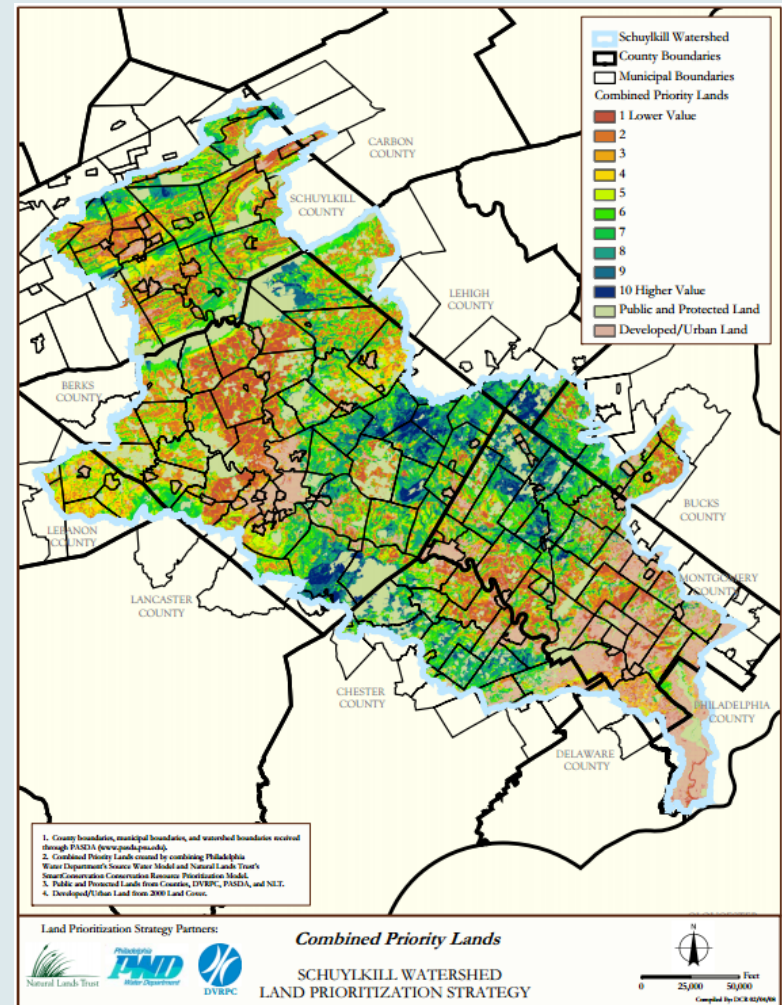 Schuylkill Watershed
County Boundaries
Municipal Boundaries
Combined Priority Lands
1 Lower Value
2
3
4
5
6
7
8
9
10 Higher Value
Public and Protected Land
Developed/Urban Land
CARBON
COUNTY
SCHUYLKILL
COUNTY
LEHIGH
COUNTY
BERKS
COUNTY
BUCKS
COUNTY
LEBANON
COUNTY
MONTGOMERY
COUNTY
LANCASTER
COUNTY
CHESTER
COUNTY
PHILADELPHIA
COUNTY
DELAWARE
COUNTY
1. County boundaries, municipal boundaries, and watershed boundaries received
through PASDA (www.pasda.psu.edu).
2. Combined Priority Lands created by combining Philadelphia
Water Department's Source Water Model and Natural Lands Trust's
SmartConservation Conservation Resource Prioritization Model.
3. Public and Protected Lands from Counties, DVRPC, PASDA, and NLT.
4. Developed/Urban Land from 2000 Land Cover.
Land Prioritization Strategy Partners:
Natural Lands Trust
Philadelphia
PWD
Water Department
DVRPC
Combined Priority Lands
SCHUYLKILL WATERSHED
LAND PRIORITIZATION STRATEGY
N
Feet
0 25,000 50,000
Compiled By: DCR